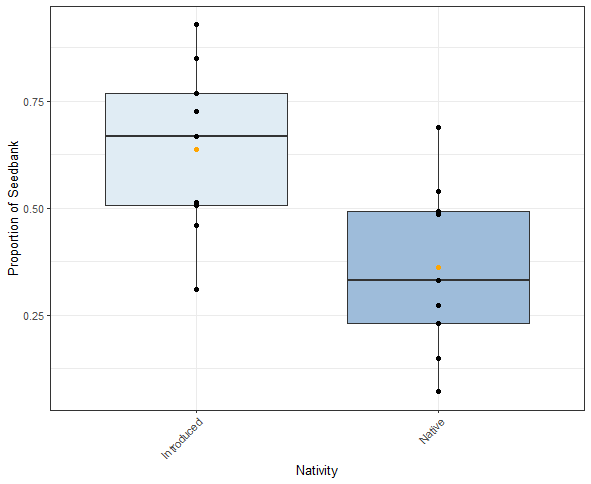 Proportion of Seedbank
0.75
0.50
0.25
Introduced
Native
Nativity